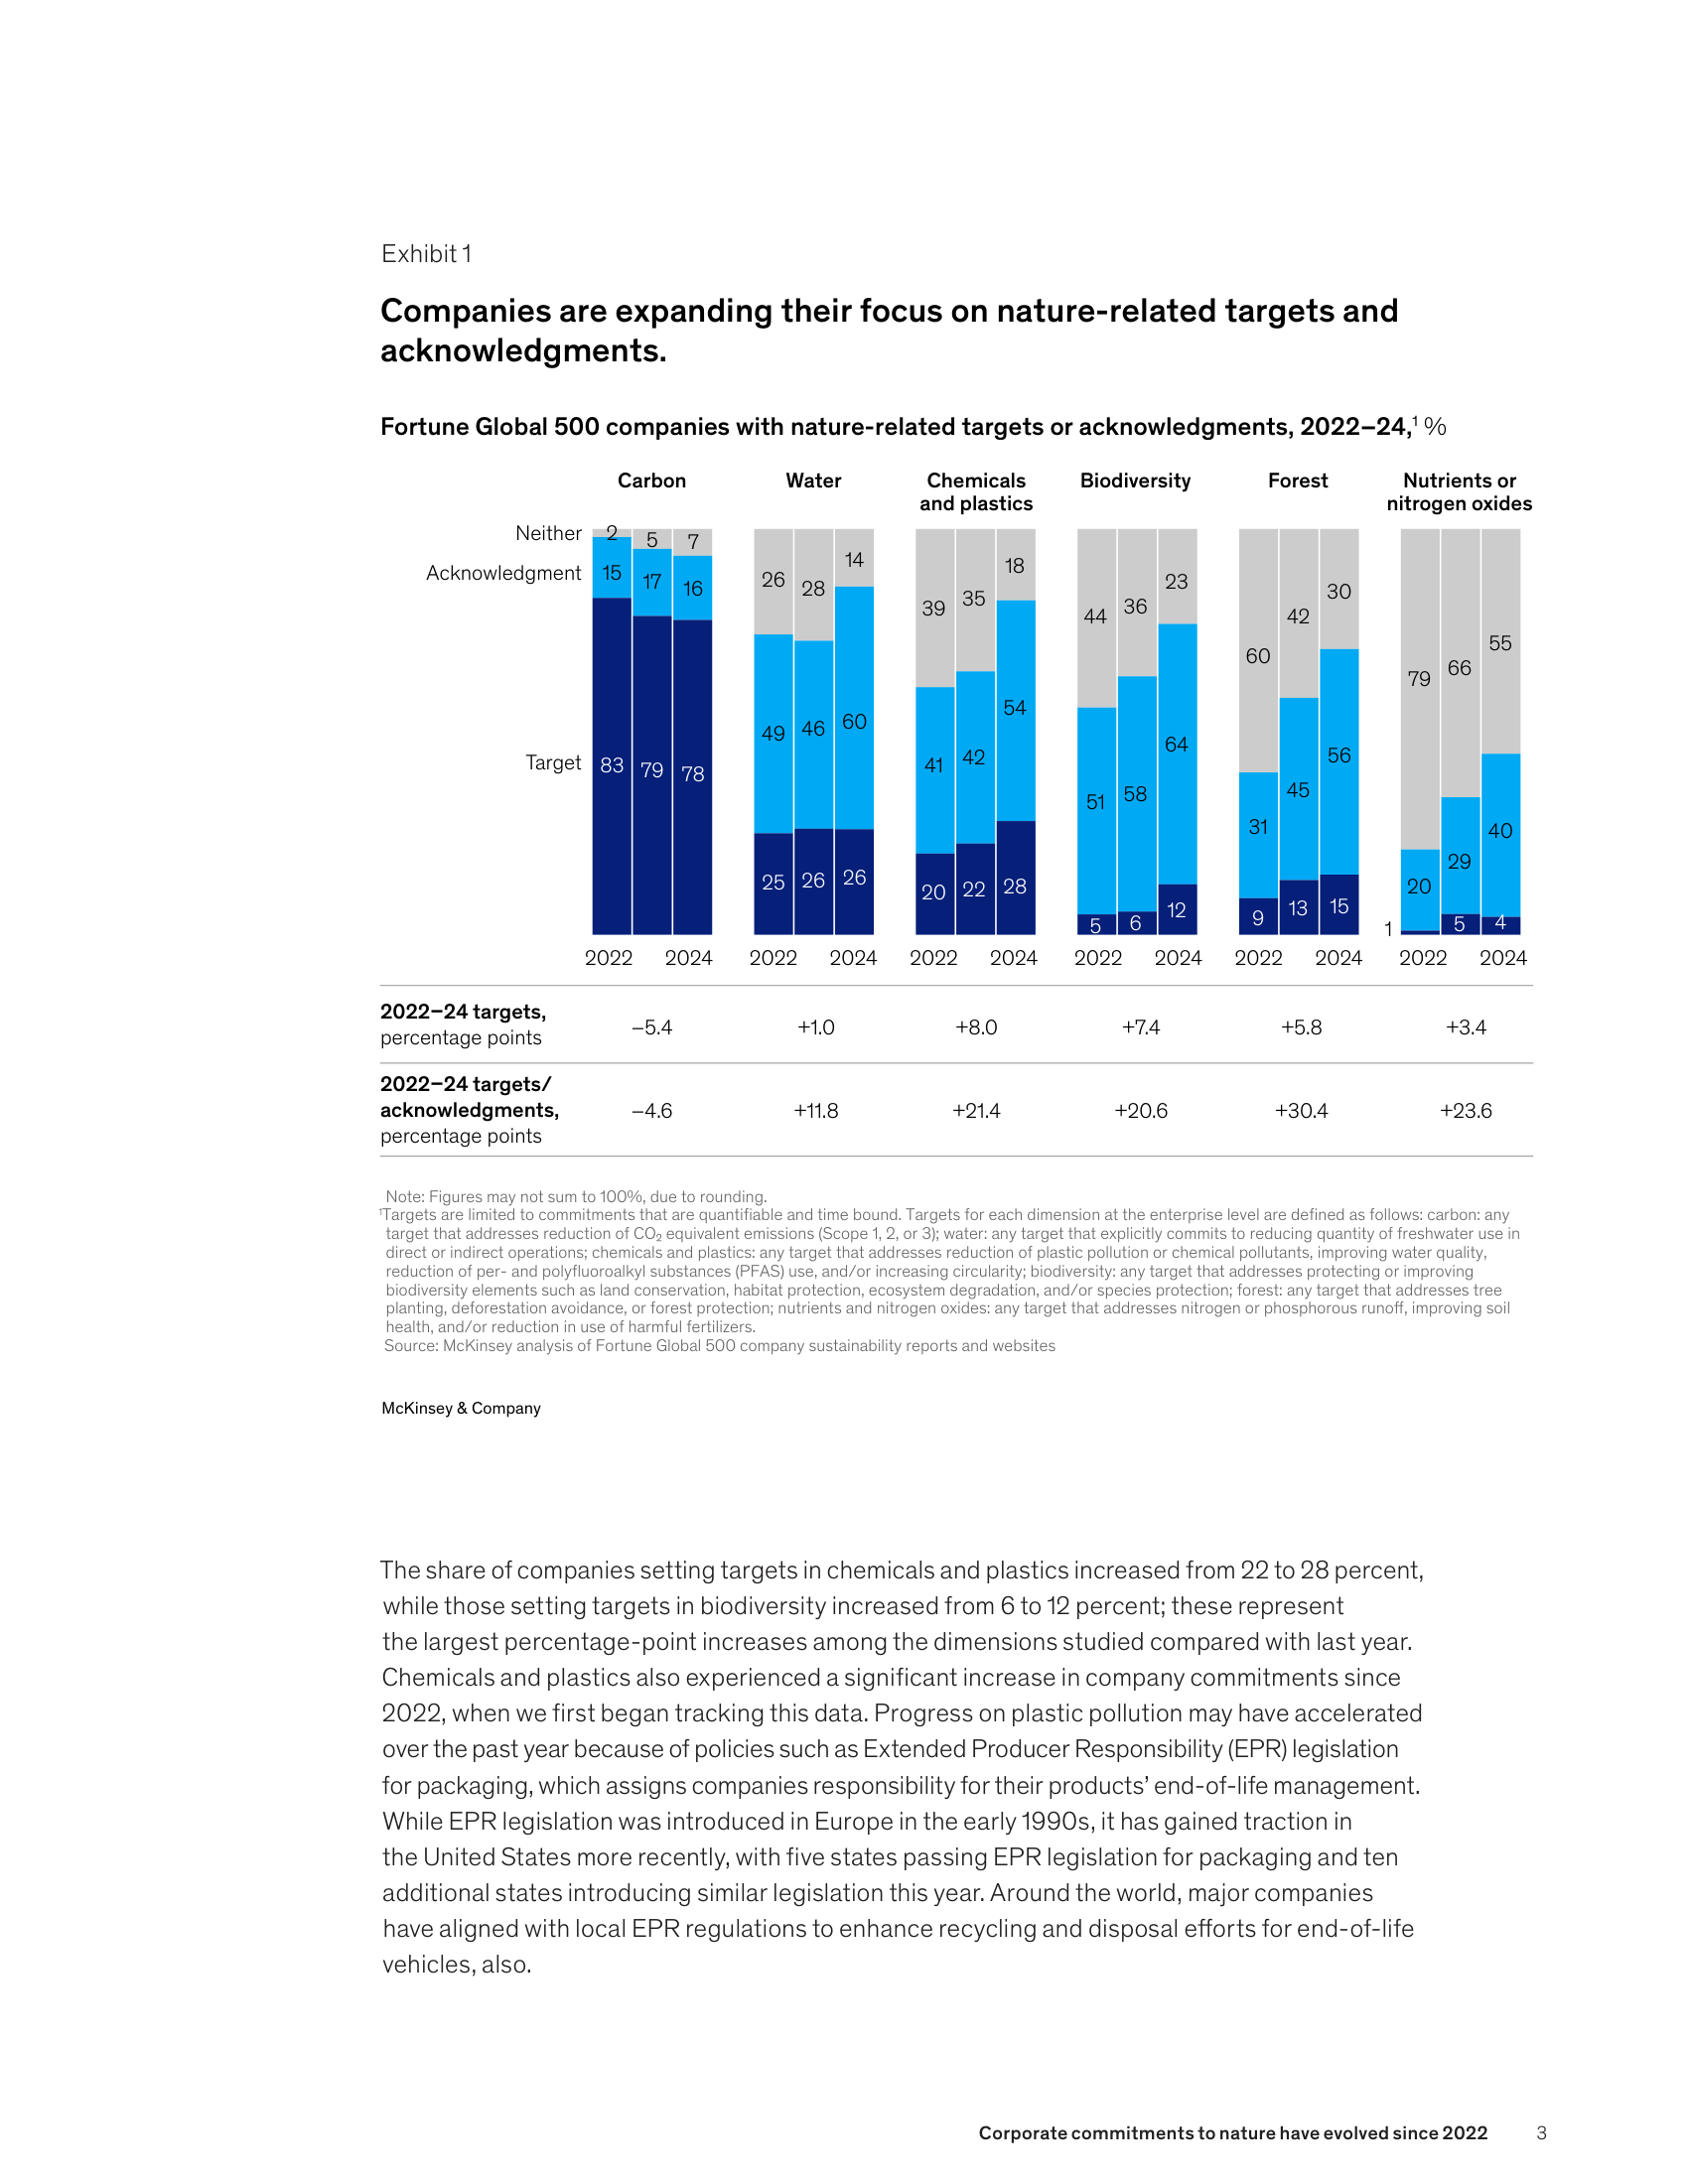 Exhibit 1
Companies are expanding their focus on nature-related targets and
acknowledgments.
Fortune Global 500 companies with nature-related targets or acknowledgments, 2022–24,¹ %
Carbon
Water
Chemicals
and plastics
Biodiversity
Forest
Nutrients or
nitrogen oxides
Neither
Acknowledgment
Target
2 5 7
15 17 16
83 79 78
26 28 14
49 46 60
25 26 26
39 35 18
41 42 54
20 22 28
44 36 23
51 58 64
5 6 12
60 42 30
31 45 56
9 13 15
79 66 55
20 29 40
1 5 4
2022 2024 2022 2024 2022 2024 2022 2024 2022 2024 2022 2024
2022–24 targets,
percentage points
–5.4 +1.0 +8.0 +7.4 +5.8 +3.4
2022–24 targets/
acknowledgments,
percentage points
–4.6 +11.8 +21.4 +20.6 +30.4 +23.6
Note: Figures may not sum to 100%, due to rounding.
¹Targets are limited to commitments that are quantifiable and time bound. Targets for each dimension at the enterprise level are defined as follows: carbon: any
target that addresses reduction of CO₂ equivalent emissions (Scope 1, 2, or 3); water: any target that explicitly commits to reducing quantity of freshwater use in
direct or indirect operations; chemicals and plastics: any target that addresses reduction of plastic pollution or chemical pollutants, improving water quality,
reduction of per- and polyfluoroalkyl substances (PFAS) use, and/or increasing circularity; biodiversity: any target that addresses protecting or improving
biodiversity elements such as land conservation, habitat protection, ecosystem degradation, and/or species protection; forest: any target that addresses tree
planting, deforestation avoidance, or forest protection; nutrients and nitrogen oxides: any target that addresses nitrogen or phosphorous runoff, improving soil
health, and/or reduction in use of harmful fertilizers.
Source: McKinsey analysis of Fortune Global 500 company sustainability reports and websites
McKinsey & Company
The share of companies setting targets in chemicals and plastics increased from 22 to 28 percent,
while those setting targets in biodiversity increased from 6 to 12 percent; these represent
the largest percentage-point increases among the dimensions studied compared with last year.
Chemicals and plastics also experienced a significant increase in company commitments since
2022, when we first began tracking this data. Progress on plastic pollution may have accelerated
over the past year because of policies such as Extended Producer Responsibility (EPR) legislation
for packaging, which assigns companies responsibility for their products’ end-of-life management.
While EPR legislation was introduced in Europe in the early 1990s, it has gained traction in
the United States more recently, with five states passing EPR legislation for packaging and ten
additional states introducing similar legislation this year. Around the world, major companies
have aligned with local EPR regulations to enhance recycling and disposal efforts for end-of-life
vehicles, also.
Corporate commitments to nature have evolved since 2022 3